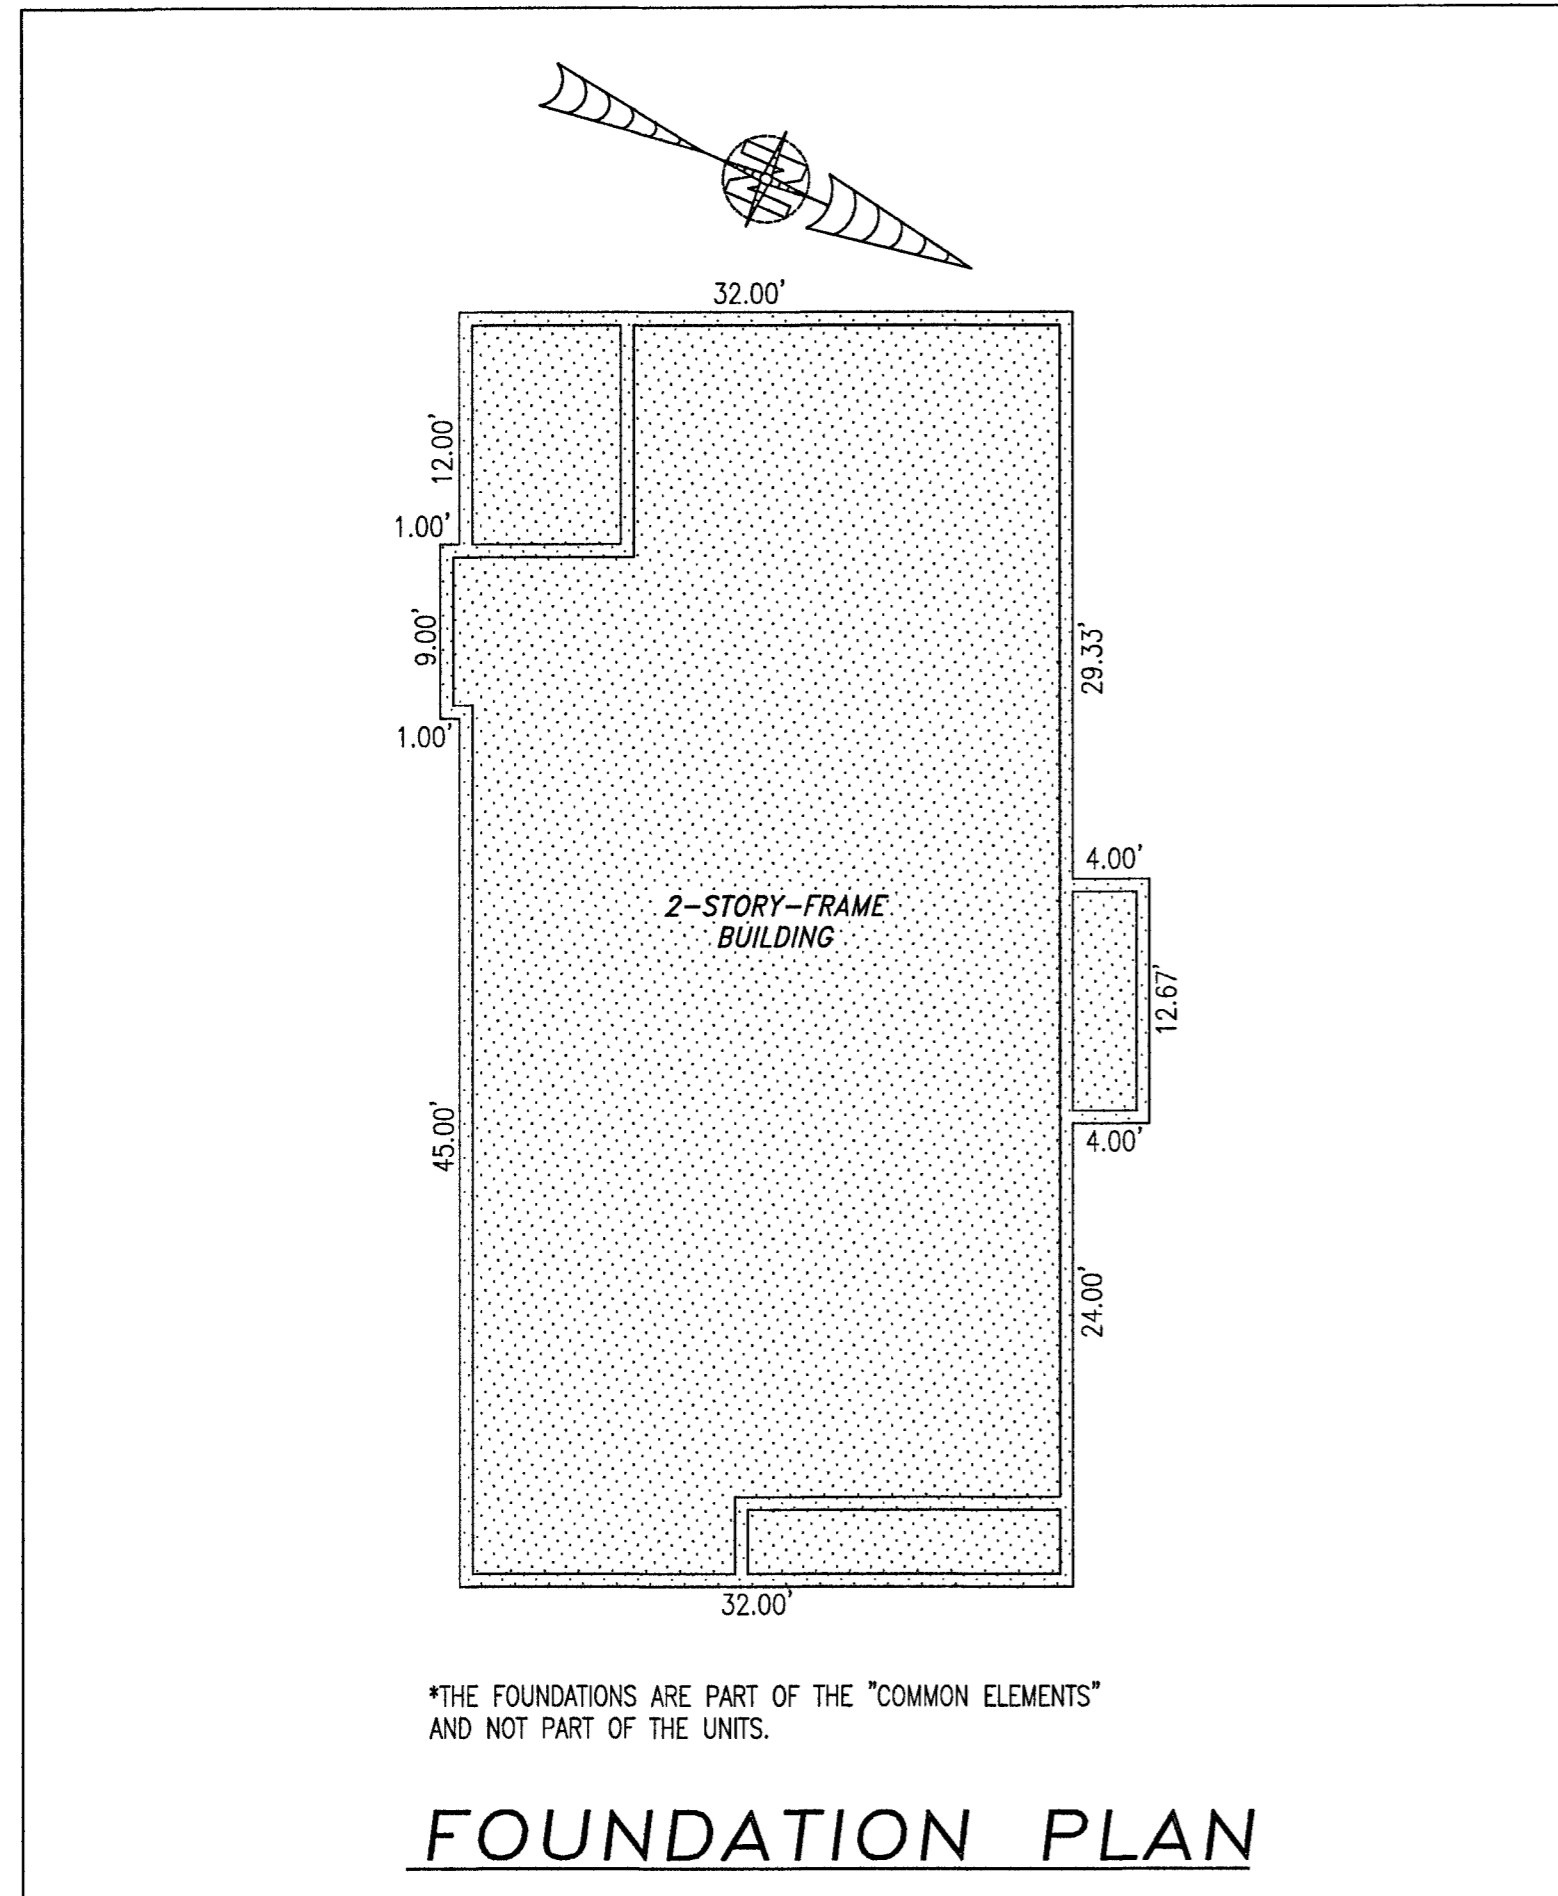 32.00'
12.00'
1.00'
9.00'
29.33'
1.00'
4.00'
2-STORY-FRAME
BUILDING
12.67'
45.00'
4.00'
24.00'
32.00'
*THE FOUNDATIONS ARE PART OF THE "COMMON ELEMENTS"
AND NOT PART OF THE UNITS.
FOUNDATION PLAN